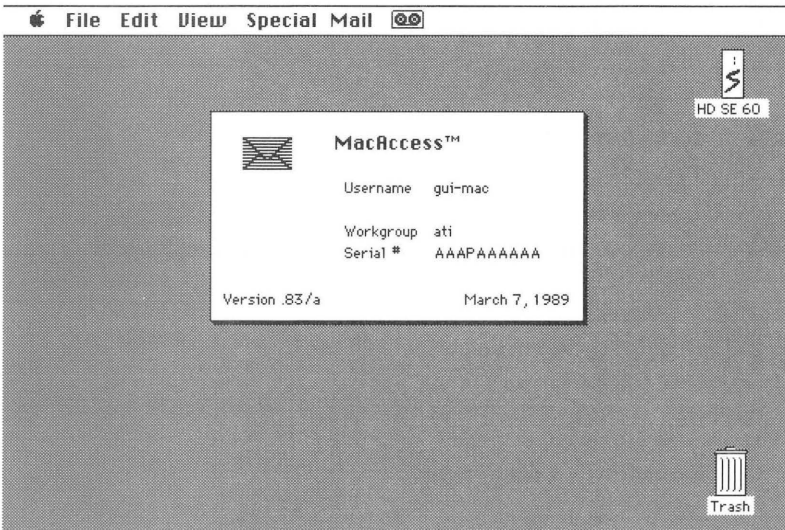 File Edit View Special Mail
HD SE 60
MacAccess™
Username gui-mac
Workgroup ati
Serial # AAAPAAAAAA
Version .83/a March 7, 1989
Trash